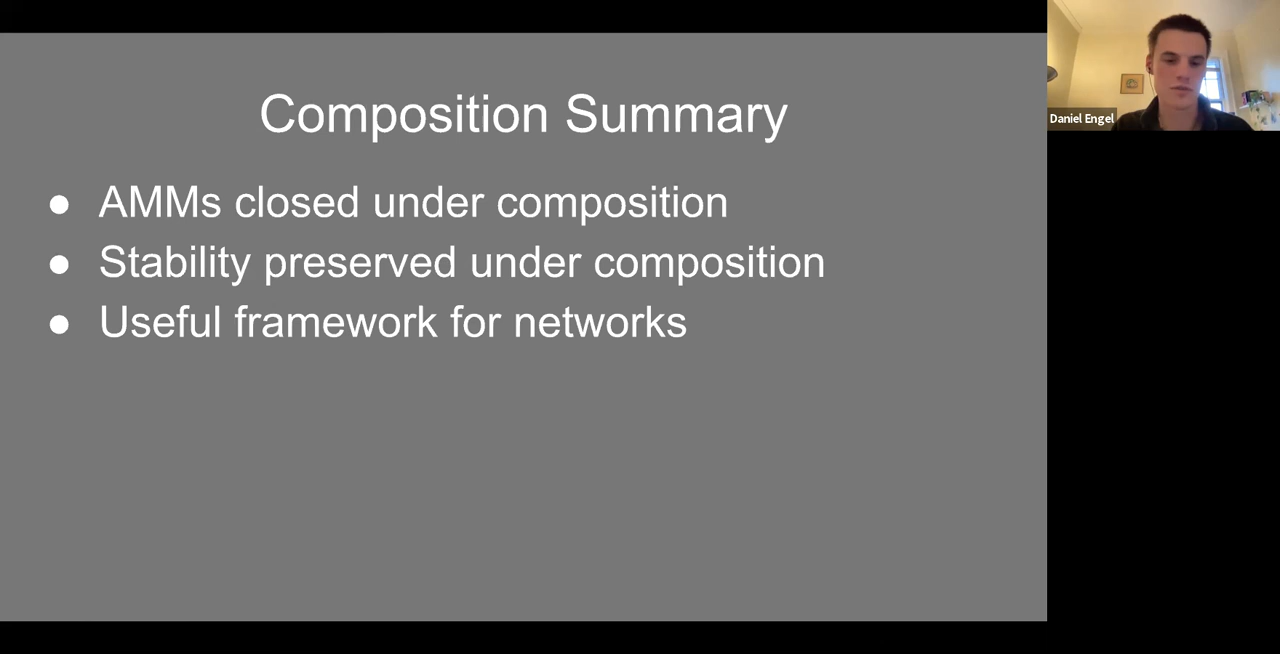 Composition Summary
● AMMs closed under composition
● Stability preserved under composition
● Useful framework for networks
Daniel Engel